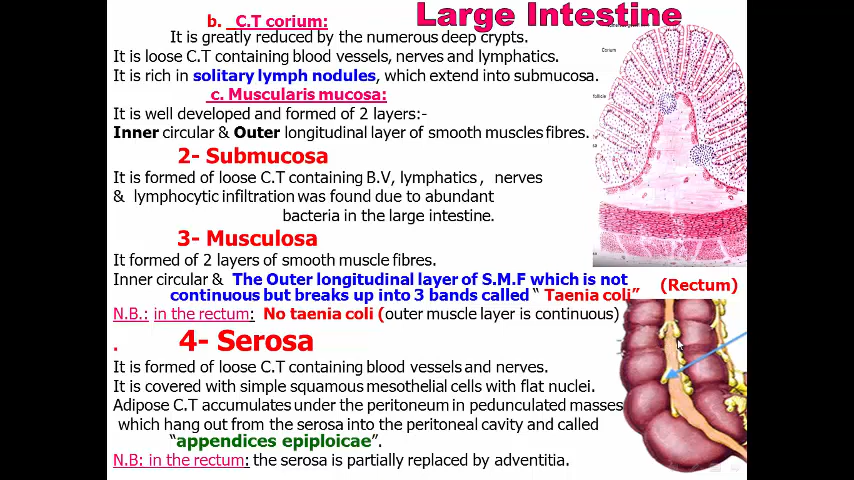 Large Intestine
b. C.T corium:
It is greatly reduced by the numerous deep crypts.
It is loose C.T containing blood vessels, nerves and lymphatics.
It is rich in solitary lymph nodules, which extend into submucosa.
c. Muscularis mucosa:
It is well developed and formed of 2 layers:-
Inner circular & Outer longitudinal layer of smooth muscles fibres.
2- Submucosa
It is formed of loose C.T containing B.V, lymphatics , nerves
& lymphocytic infiltration was found due to abundant
bacteria in the large intestine.
3- Musculosa
It formed of 2 layers of smooth muscle fibres.
Inner circular & The Outer longitudinal layer of S.M.F which is not
continuous but breaks up into 3 bands called “ Taenia coli”
N.B.: in the rectum: No taenia coli (outer muscle layer is continuous)
. 4- Serosa
It is formed of loose C.T containing blood vessels and nerves.
It is covered with simple squamous mesothelial cells with flat nuclei.
Adipose C.T accumulates under the peritoneum in pedunculated masses
which hang out from the serosa into the peritoneal cavity and called
“appendices epiploicae”.
N.B: in the rectum: the serosa is partially replaced by adventitia.
Corium
follicle
(Rectum)